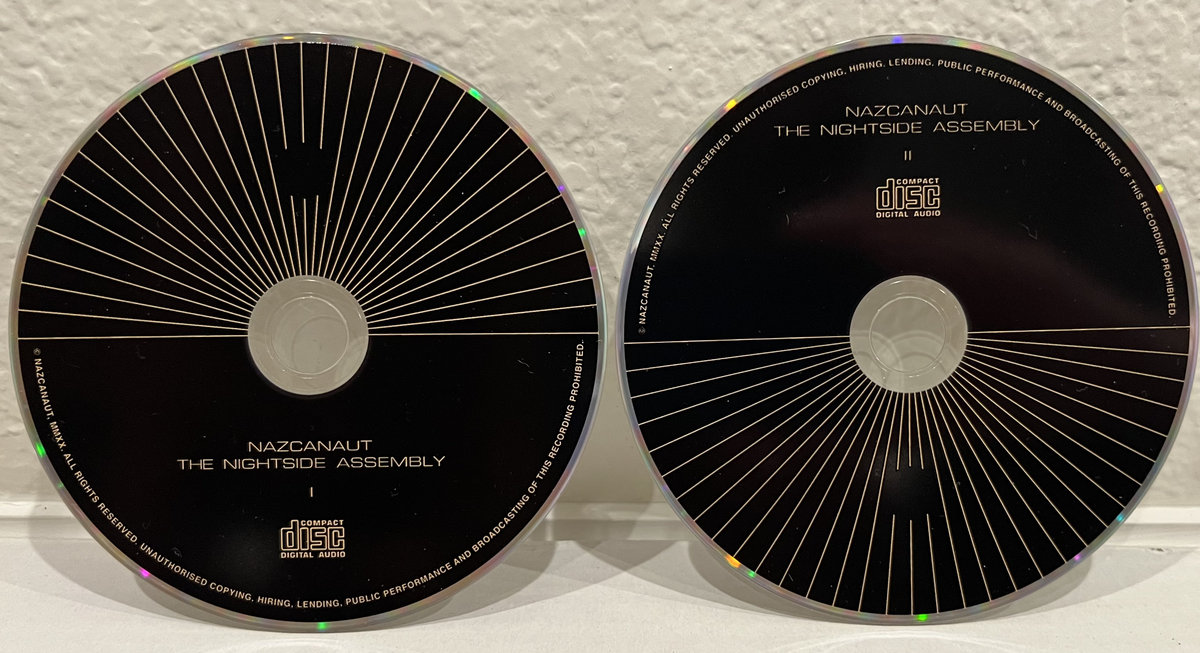 NAZCANAUT
THE NIGHTSIDE ASSEMBLY
I
COMPACT
disc
DIGITAL AUDIO
© NAZCANAUT, MMXX. ALL RIGHTS RESERVED. UNAUTHORISED COPYING, HIRING, LENDING, PUBLIC PERFORMANCE AND BROADCASTING OF THIS RECORDING PROHIBITED.
© NAZCANAUT, MMXX. ALL RIGHTS RESERVED. UNAUTHORISED COPYING, HIRING, LENDING, PUBLIC PERFORMANCE AND BROADCASTING OF THIS RECORDING PROHIBITED.
NAZCANAUT
THE NIGHTSIDE ASSEMBLY
II
COMPACT
disc
DIGITAL AUDIO